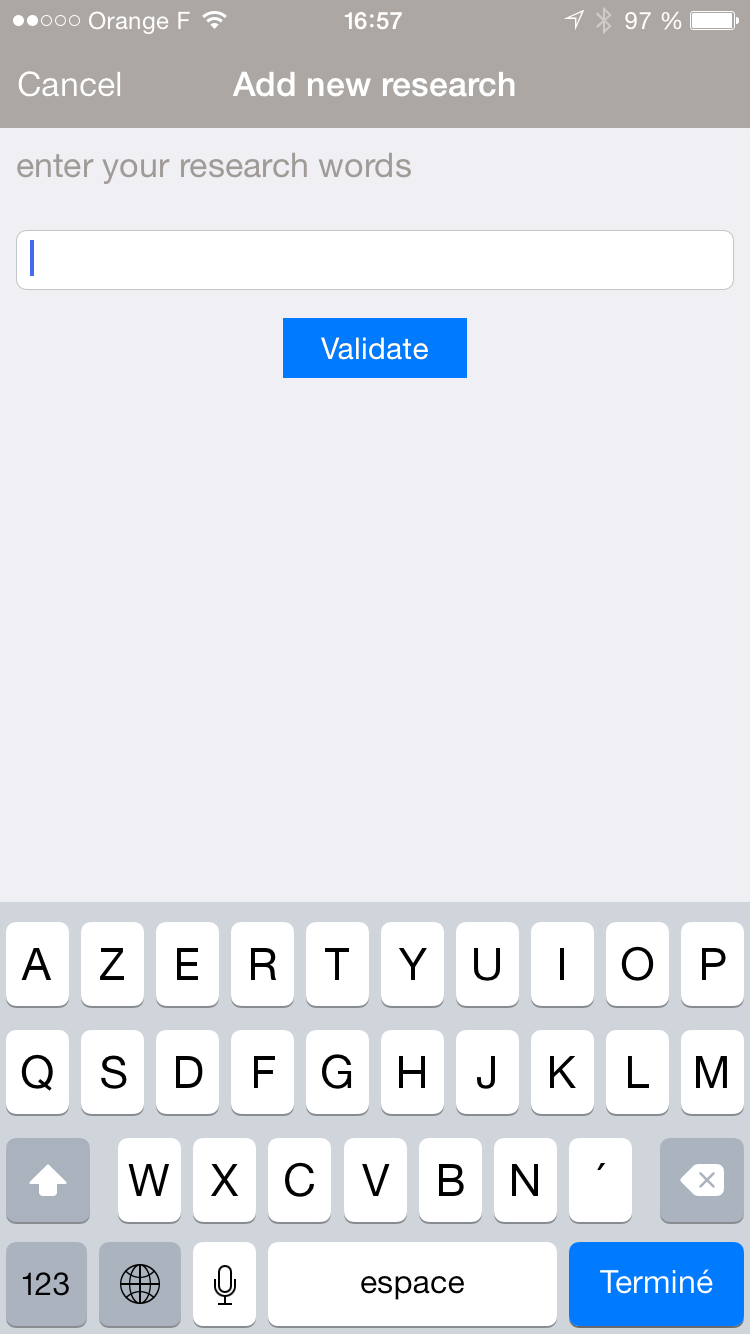 Orange F 16:57 97 %
Cancel Add new research
enter your research words
Validate
A Z E R T Y U I O P
Q S D F G H J K L M
W X C V B N ´
123 espace Terminé